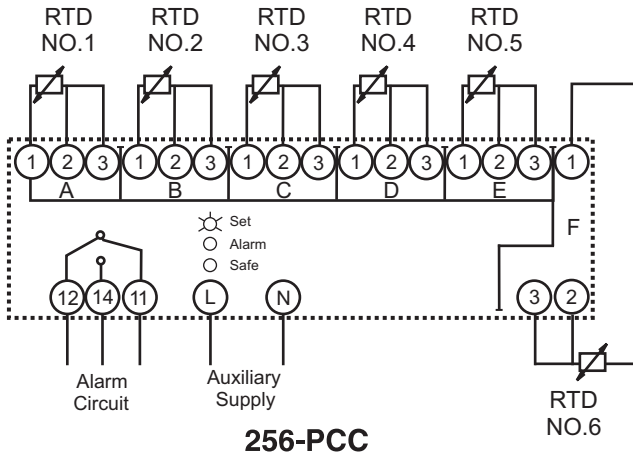 RTD RTD RTD RTD RTD
NO.1 NO.2 NO.3 NO.4 NO.5
1 2 3 1 2 3 1 2 3 1 2 3 1 2 3 1
A B C D E
F
Set
Alarm
Safe
12 14 11 L N 3 2
Alarm
Circuit
Auxiliary
Supply
RTD
NO.6
256-PCC